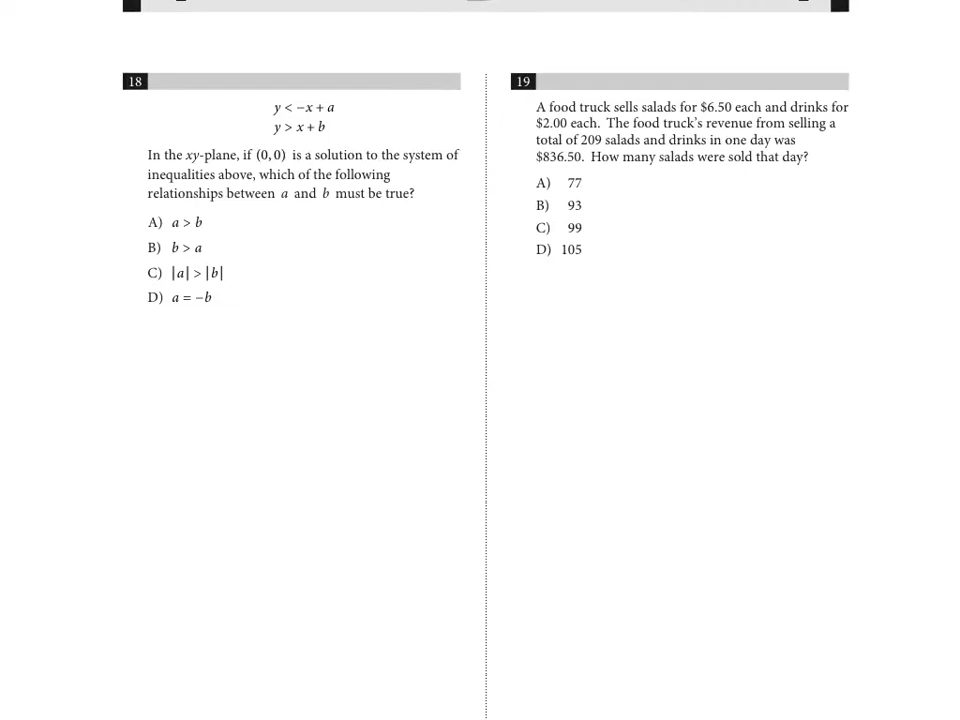 18
y < −x + a
y > x + b
In the xy-plane, if (0, 0) is a solution to the system of
inequalities above, which of the following
relationships between a and b must be true?
A) a > b
B) b > a
C) |a| > |b|
D) a = −b
19
A food truck sells salads for $6.50 each and drinks for
$2.00 each. The food truck’s revenue from selling a
total of 209 salads and drinks in one day was
$836.50. How many salads were sold that day?
A) 77
B) 93
C) 99
D) 105